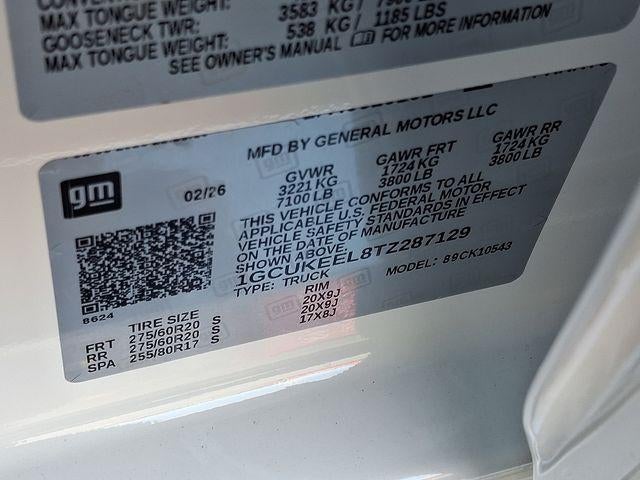 MAX TONGUE WEIGHT: 3583 KG/
GOOSENECK TWR: 538 KG / 1185 LBS
MAX TONGUE WEIGHT:
SEE OWNER'S MANUAL FOR MORE INFORMATION
MFD BY GENERAL MOTORS LLC
gm
02/26
GVWR GAWR FRT GAWR RR
3221 KG 1724 KG 1724 KG
7100 LB 3800 LB 3800 LB
THIS VEHICLE CONFORMS TO ALL
APPLICABLE U.S. FEDERAL MOTOR
VEHICLE SAFETY STANDARDS IN EFFECT
ON THE DATE OF MANUFACTURE
SHOWN ABOVE.
1GCUKEEL8TZ287129
TYPE: TRUCK MODEL: 89CK10543
8624
TIRE SIZE RIM
FRT 275/60R20 S 20X9J
RR 275/60R20 S 20X9J
SPA 255/80R17 S 17X8J